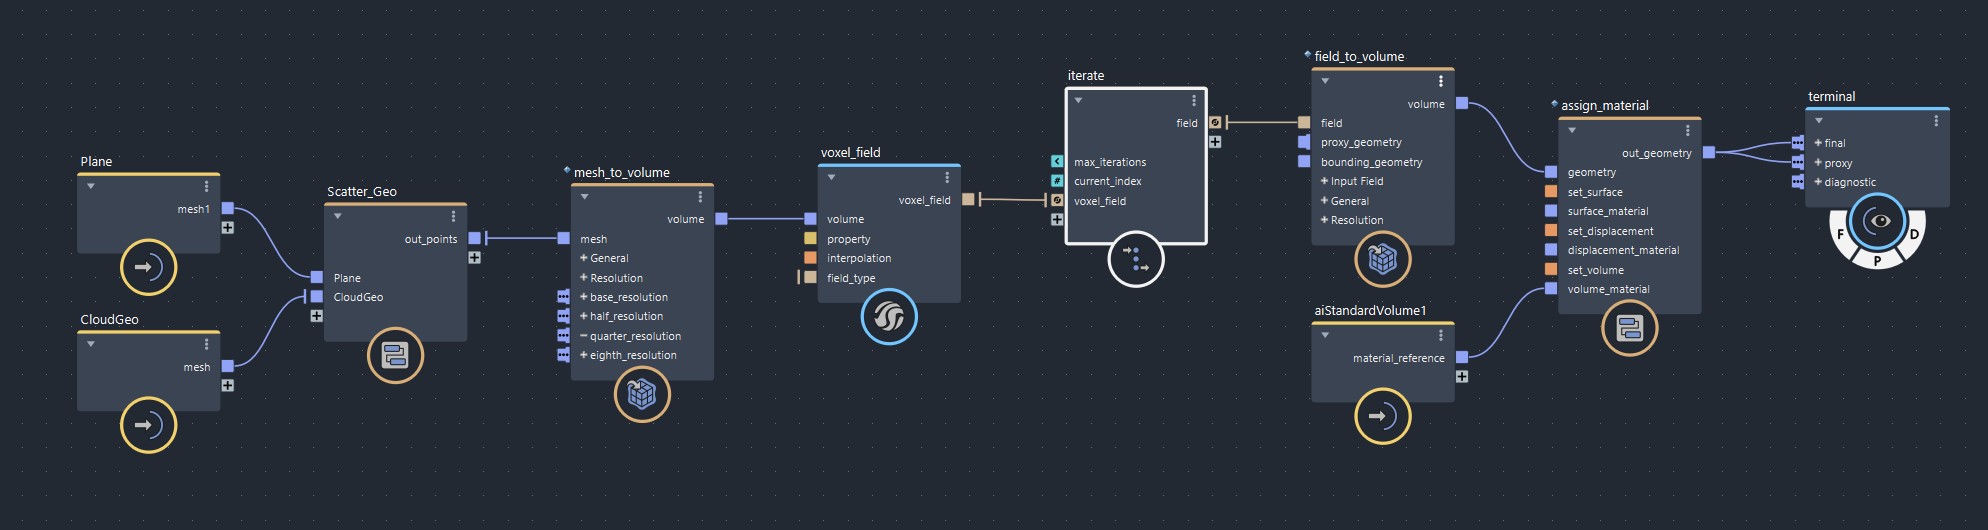 Plane
mesh1
CloudGeo
mesh
Scatter_Geo
out_points
Plane
CloudGeo
mesh_to_volume
volume
mesh
General
Resolution
base_resolution
half_resolution
quarter_resolution
eighth_resolution
voxel_field
voxel_field
volume
property
interpolation
field_type
iterate
field
max_iterations
current_index
voxel_field
field_to_volume
volume
field
proxy_geometry
bounding_geometry
Input Field
General
Resolution
aiStandardVolume1
material_reference
assign_material
out_geometry
geometry
set_surface
surface_material
set_displacement
displacement_material
set_volume
volume_material
terminal
final
proxy
diagnostic
F
P
D